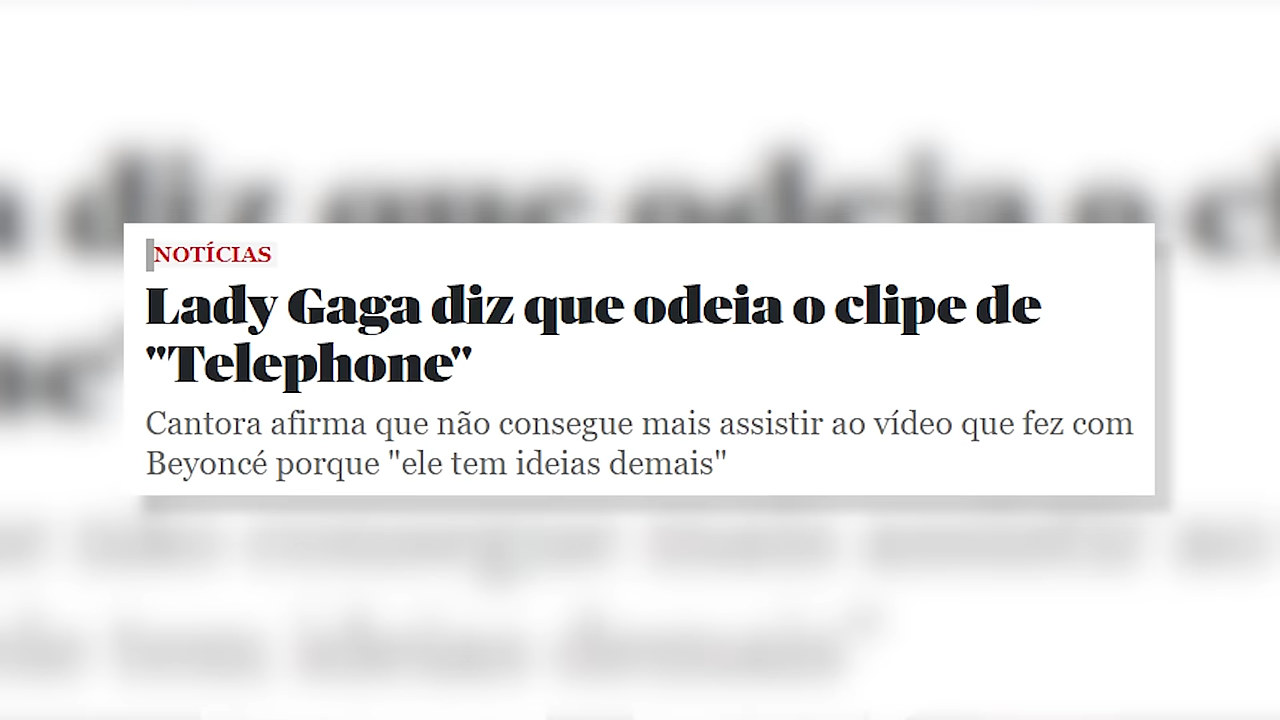 NOTÍCIAS
Lady Gaga diz que odeia o clipe de
"Telephone"
Cantora afirma que não consegue mais assistir ao vídeo que fez com
Beyoncé porque "ele tem ideias demais"